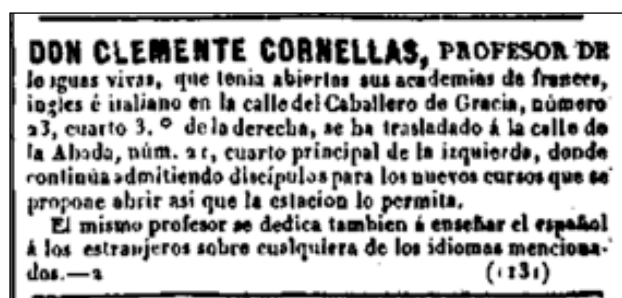 DON CLEMENTE CORNELLAS, PROFESOR DE
lenguas vivas, que tenia abiertas sus academias de frances,
ingles é italiano en la calle del Caballero de Gracia, número
23, cuarto 3.º de la derecha, se ha trasladado á la calle de
la Abada, núm. 21, cuarto principal de la izquierda, donde
continúa admitiendo discípulos para los nuevos cursos que se
propone abrir asi que la estacion lo permita.
El mismo profesor se dedica tambien á enseñar el español
á los estranjeros sobre cualquiera de los idiomas menciona-
dos.—2 (131)